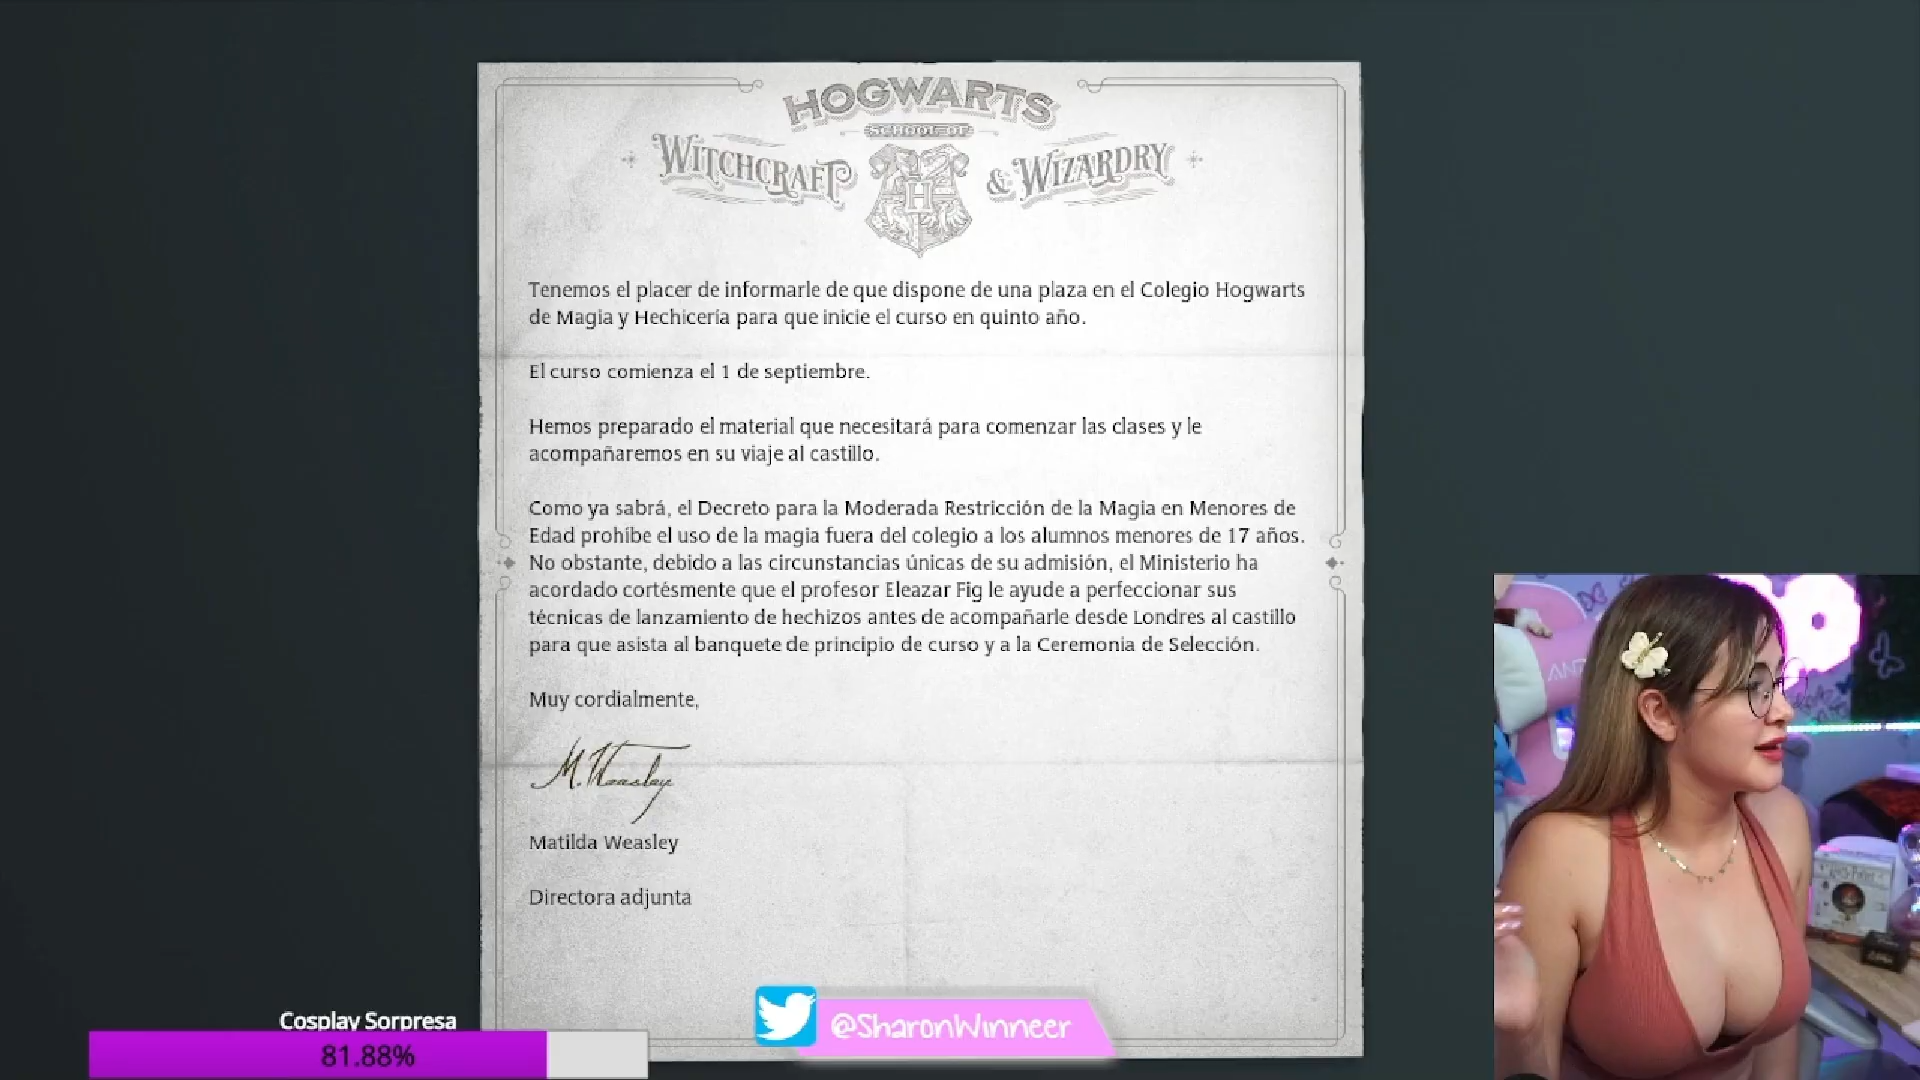 HOGWARTS
SCHOOL OF
WITCHCRAFT & WIZARDRY
H
Tenemos el placer de informarle de que dispone de una plaza en el Colegio Hogwarts
de Magia y Hechicería para que inicie el curso en quinto año.
El curso comienza el 1 de septiembre.
Hemos preparado el material que necesitará para comenzar las clases y le
acompañaremos en su viaje al castillo.
Como ya sabrá, el Decreto para la Moderada Restricción de la Magia en Menores de
Edad prohíbe el uso de la magia fuera del colegio a los alumnos menores de 17 años.
No obstante, debido a las circunstancias únicas de su admisión, el Ministerio ha
acordado cortésmente que el profesor Eleazar Fig le ayude a perfeccionar sus
técnicas de lanzamiento de hechizos antes de acompañarle desde Londres al castillo
para que asista al banquete de principio de curso y a la Ceremonia de Selección.
Muy cordialmente,
M. Weasley
Matilda Weasley
Directora adjunta
Cosplay Sorpresa
81.88%
@SharonWinneer